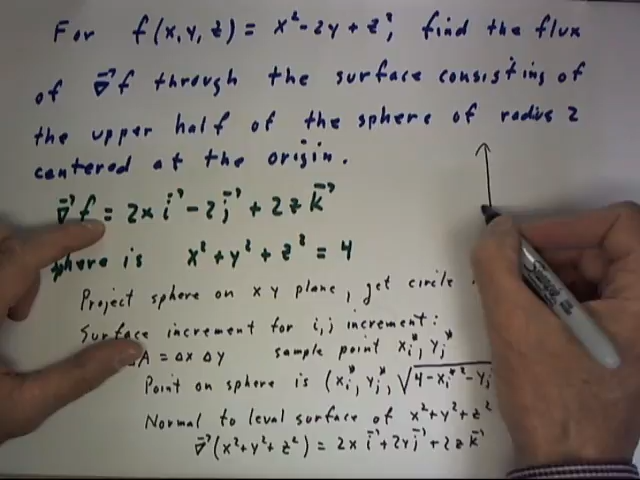 For f(x,y,z) = x²-2y+z², find the flux
of ∇⃗f through the surface consisting of
the upper half of the sphere of radius 2
centered at the origin.
∇⃗f = 2x i⃗ - 2 j⃗ + 2z k⃗
sphere is x²+y²+z² = 4
Project sphere on xy plane, get circle
Surface increment for i,j increment:
A = Δx Δy sample point xᵢ*, yⱼ*
Point on sphere is (xᵢ*, yⱼ*, √4-xᵢ*²-yⱼ
Normal to leval surface of x²+y²+z²
∇⃗(x²+y²+z²) = 2x i⃗ + 2y j⃗ + 2z k⃗
Sharpie